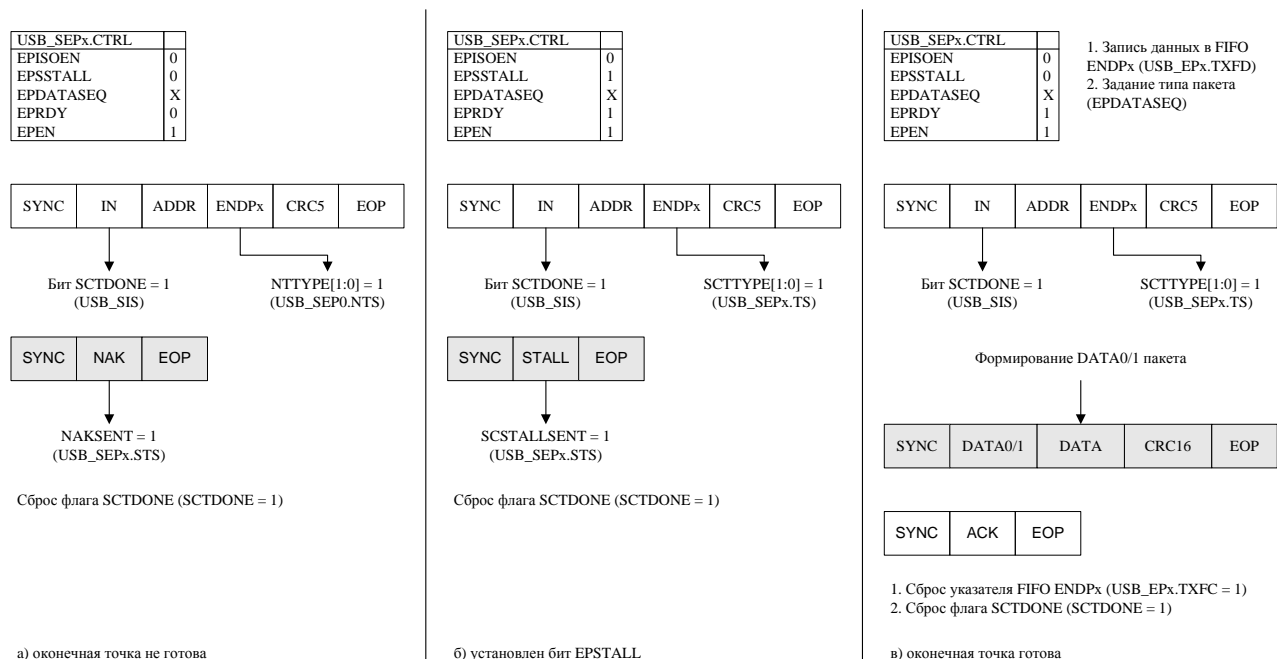 USB_SEPx.CTRL
EPISOEN 0
EPSSTALL 0
EPDATASEQ X
EPRDY 0
EPEN 1
SYNC IN ADDR ENDPx CRC5 EOP
Бит SCTDONE = 1
(USB_SIS)
NTTYPE[1:0] = 1
(USB_SEP0.NTS)
SYNC NAK EOP
NAKSENT = 1
(USB_SEPx.STS)
Сброс флага SCTDONE (SCTDONE = 1)
а) оконечная точка не готова
USB_SEPx.CTRL
EPISOEN 0
EPSSTALL 1
EPDATASEQ X
EPRDY 1
EPEN 1
SYNC IN ADDR ENDPx CRC5 EOP
Бит SCTDONE = 1
(USB_SIS)
SCTTYPE[1:0] = 1
(USB_SEPx.TS)
SYNC STALL EOP
SCSTALLSENT = 1
(USB_SEPx.STS)
Сброс флага SCTDONE (SCTDONE = 1)
б) установлен бит EPSTALL
USB_SEPx.CTRL
EPISOEN 0
EPSSTALL 0
EPDATASEQ X
EPRDY 1
EPEN 1
1. Запись данных в FIFO
ENDPx (USB_EPx.TXFD)
2. Задание типа пакета
(EPDATASEQ)
SYNC IN ADDR ENDPx CRC5 EOP
Бит SCTDONE = 1
(USB_SIS)
SCTTYPE[1:0] = 1
(USB_SEPx.TS)
Формирование DATA0/1 пакета
SYNC DATA0/1 DATA CRC16 EOP
SYNC ACK EOP
1. Сброс указателя FIFO ENDPx (USB_EPx.TXFC = 1)
2. Сброс флага SCTDONE (SCTDONE = 1)
в) оконечная точка готова